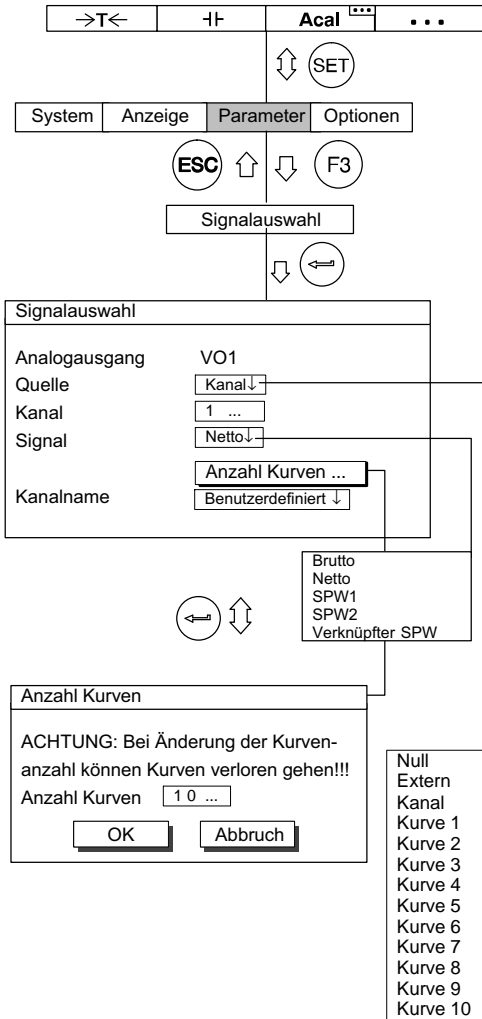 →T← ⊣⊢ Acal ... ...
SET
System Anzeige Parameter Optionen
ESC F3
Signalauswahl
Signalauswahl
Analogausgang VO1
Quelle Kanal↓
Kanal 1 ...
Signal Netto↓
Anzahl Kurven ...
Kanalname Benutzerdefiniert ↓
Brutto
Netto
SPW1
SPW2
Verknüpfter SPW
Anzahl Kurven
ACHTUNG: Bei Änderung der Kurven-
anzahl können Kurven verloren gehen!!!
Anzahl Kurven 1 0 ...
OK Abbruch
Null
Extern
Kanal
Kurve 1
Kurve 2
Kurve 3
Kurve 4
Kurve 5
Kurve 6
Kurve 7
Kurve 8
Kurve 9
Kurve 10